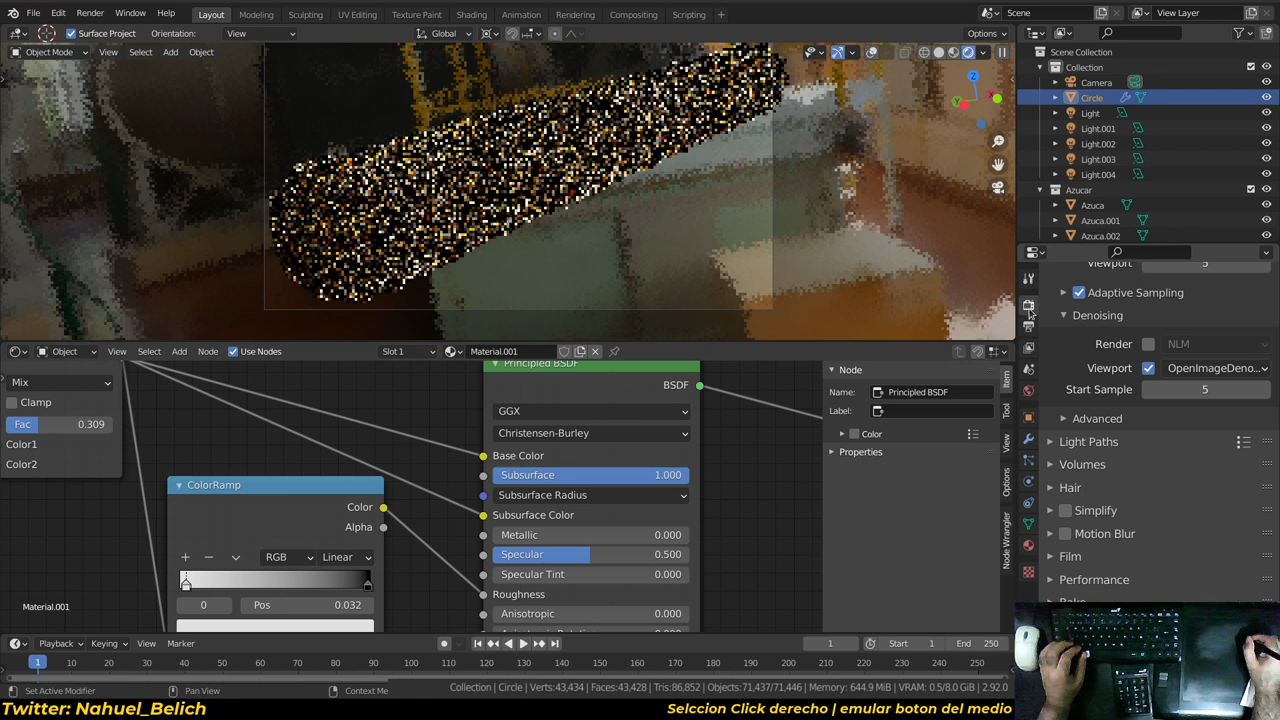 File Edit Render Window Help Layout Modeling Sculpting UV Editing Texture Paint Shading Animation Rendering Compositing Scripting Scene View Layer
Surface Project Orientation: View Global Options
Object Mode View Select Add Object
Scene Collection
Collection
Camera
Circle
Light
Light.001
Light.002
Light.003
Light.004
Azucar
Azuca
Azuca.001
Azuca.002
Viewport 5
Adaptive Sampling
Denoising
Render NLM
Viewport OpenImageDeno...
Start Sample 5
Advanced
Light Paths
Volumes
Hair
Simplify
Motion Blur
Film
Performance
Object View Select Add Node Use Nodes Slot 1 Material.001
Mix
Clamp
Fac 0.309
Color1
Color2
ColorRamp
Color
Alpha
RGB Linear
0 Pos 0.032
Material.001
Principled BSDF
BSDF
GGX
Christensen-Burley
Base Color
Subsurface 1.000
Subsurface Radius
Subsurface Color
Metallic 0.000
Specular 0.500
Specular Tint 0.000
Roughness
Anisotropic 0.000
Node
Name: Principled BSDF
Label:
Color
Properties
Item
Tool
View
Options
Node Wrangler
Playback Keying View Marker 1 Start 1 End 250
1 10 20 30 40 50 60 70 80 90 100 110 120 130 140 150 160 170 180 190 200 210 220 230 240 250
Set Active Modifier Pan View Context Menu Collection | Circle | Verts:43,434 | Faces:43,428 | Tris:86,852 | Objects:71,437/71,446 | Memory: 644.9 MiB | VRAM: 0.5/8.0 GiB | 2.92.0
Twitter: Nahuel_Belich Selccion Click derecho | emular boton del medio